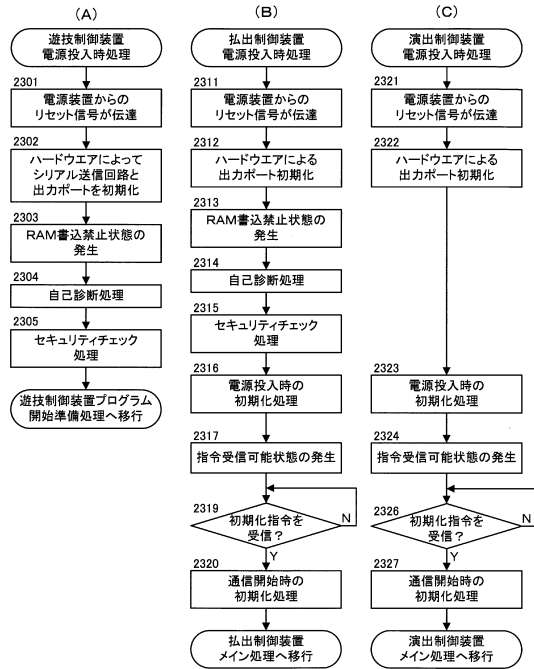 (A)
遊技制御装置
電源投入時処理
2301
電源装置からの
リセット信号が伝達
2302
ハードウエアによって
シリアル送信回路と
出力ポートを初期化
2303
RAM書込禁止状態の
発生
2304
自己診断処理
2305
セキュリティチェック
処理
遊技制御装置プログラム
開始準備処理へ移行
(B)
払出制御装置
電源投入時処理
2311
電源装置からの
リセット信号が伝達
2312
ハードウエアによる
出力ポート初期化
2313
RAM書込禁止状態の
発生
2314
自己診断処理
2315
セキュリティチェック
処理
2316
電源投入時の
初期化処理
2317
指令受信可能状態の発生
2319
初期化指令を
受信?
N
Y
2320
通信開始時の
初期化処理
払出制御装置
メイン処理へ移行
(C)
演出制御装置
電源投入時処理
2321
電源装置からの
リセット信号が伝達
2322
ハードウエアによる
出力ポート初期化
2323
電源投入時の
初期化処理
2324
指令受信可能状態の発生
2326
初期化指令を
受信?
N
Y
2327
通信開始時の
初期化処理
演出制御装置
メイン処理へ移行